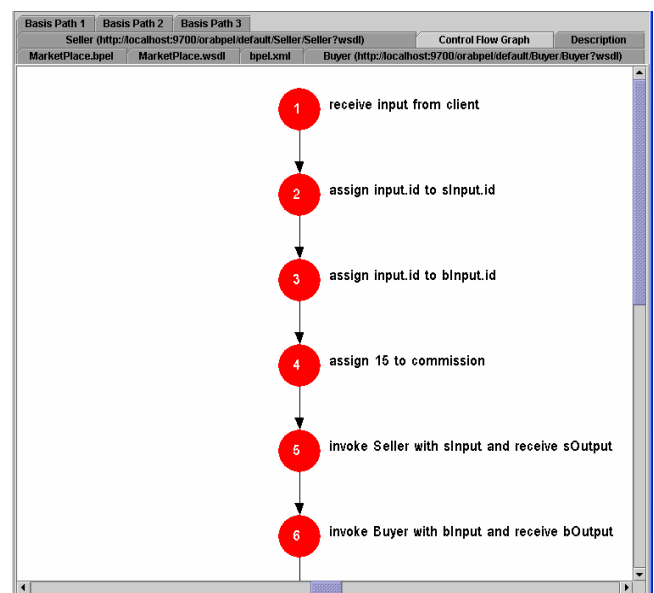 Basis Path 1 Basis Path 2 Basis Path 3
Seller (http://localhost:9700/orabpel/default/Seller/Seller?wsdl) Control Flow Graph Description
MarketPlace.bpel MarketPlace.wsdl bpel.xml Buyer (http://localhost:9700/orabpel/default/Buyer/Buyer?wsdl)
1 receive input from client
2 assign input.id to sInput.id
3 assign input.id to bInput.id
4 assign 15 to commission
5 invoke Seller with sInput and receive sOutput
6 invoke Buyer with bInput and receive bOutput